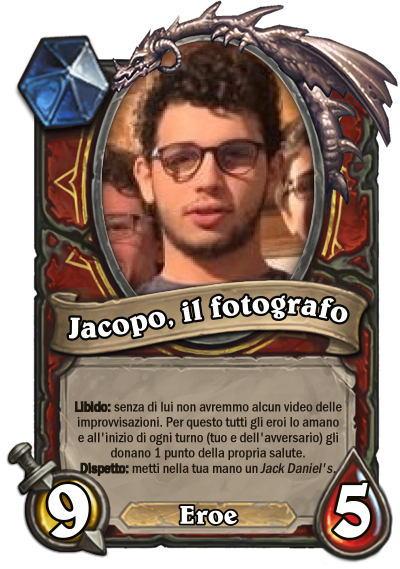 Jacopo, il fotografo
Libido: senza di lui non avremmo alcun video delle
improvvisazioni. Per questo tutti gli eroi lo amano
e all'inizio di ogni turno (tuo e dell'avversario) gli
donano 1 punto della propria salute.
Dispetto: metti nella tua mano un Jack Daniel's.
9
Eroe
5